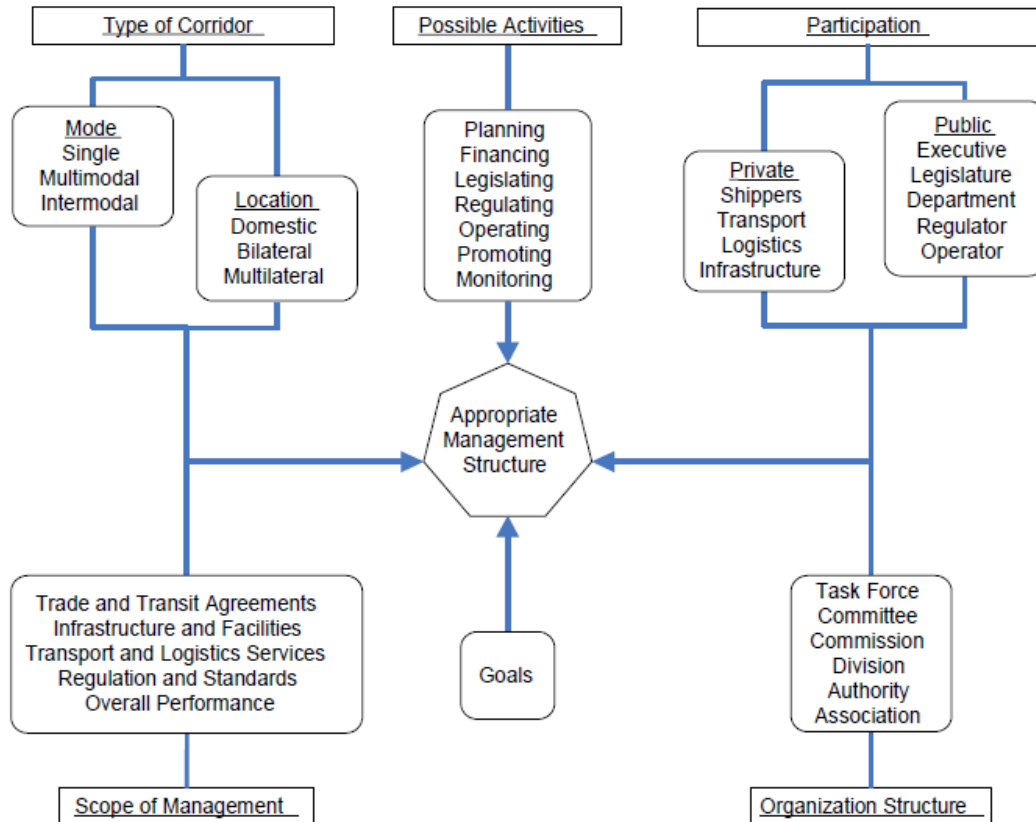 Type of Corridor
Possible Activities
Participation
Mode
Single
Multimodal
Intermodal
Location
Domestic
Bilateral
Multilateral
Planning
Financing
Legislating
Regulating
Operating
Promoting
Monitoring
Private
Shippers
Transport
Logistics
Infrastructure
Public
Executive
Legislature
Department
Regulator
Operator
Appropriate
Management
Structure
Trade and Transit Agreements
Infrastructure and Facilities
Transport and Logistics Services
Regulation and Standards
Overall Performance
Goals
Task Force
Committee
Commission
Division
Authority
Association
Scope of Management
Organization Structure